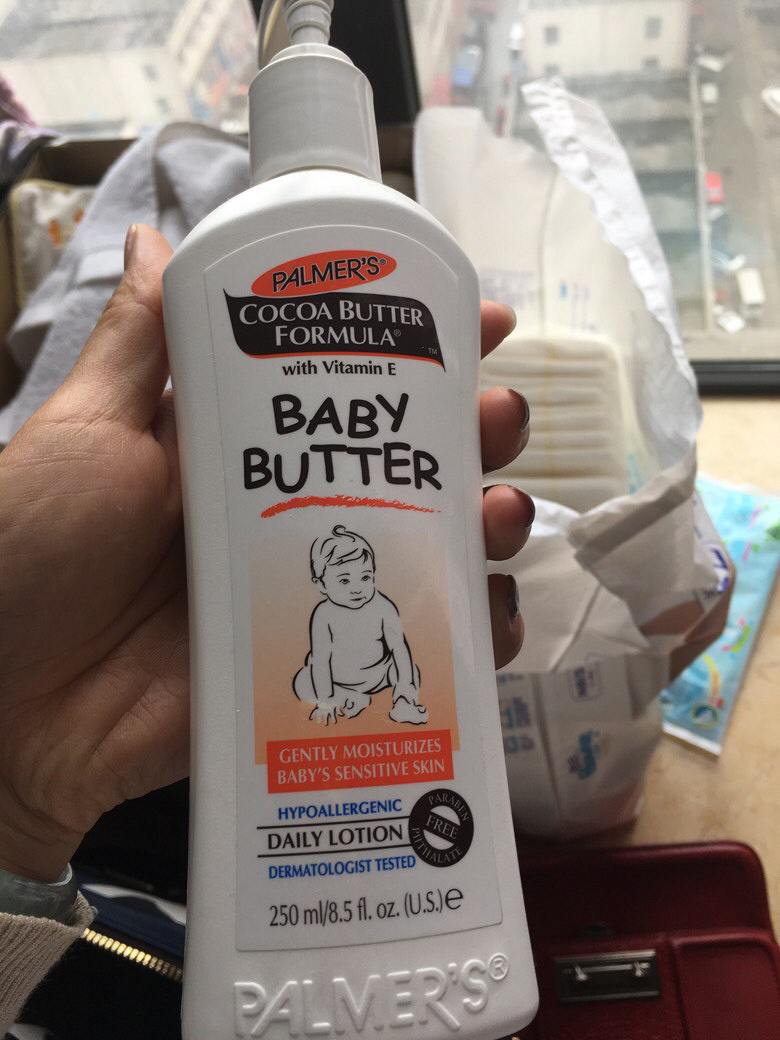 PALMER'S®
COCOA BUTTER
FORMULA®
TM
with Vitamin E
BABY
BUTTER
GENTLY MOISTURIZES
BABY'S SENSITIVE SKIN
HYPOALLERGENIC
DAILY LOTION
DERMATOLOGIST TESTED
PARABEN
FREE
PHTHALATE
250 ml/8.5 fl. oz. (U.S.) ℮
PALMER'S®